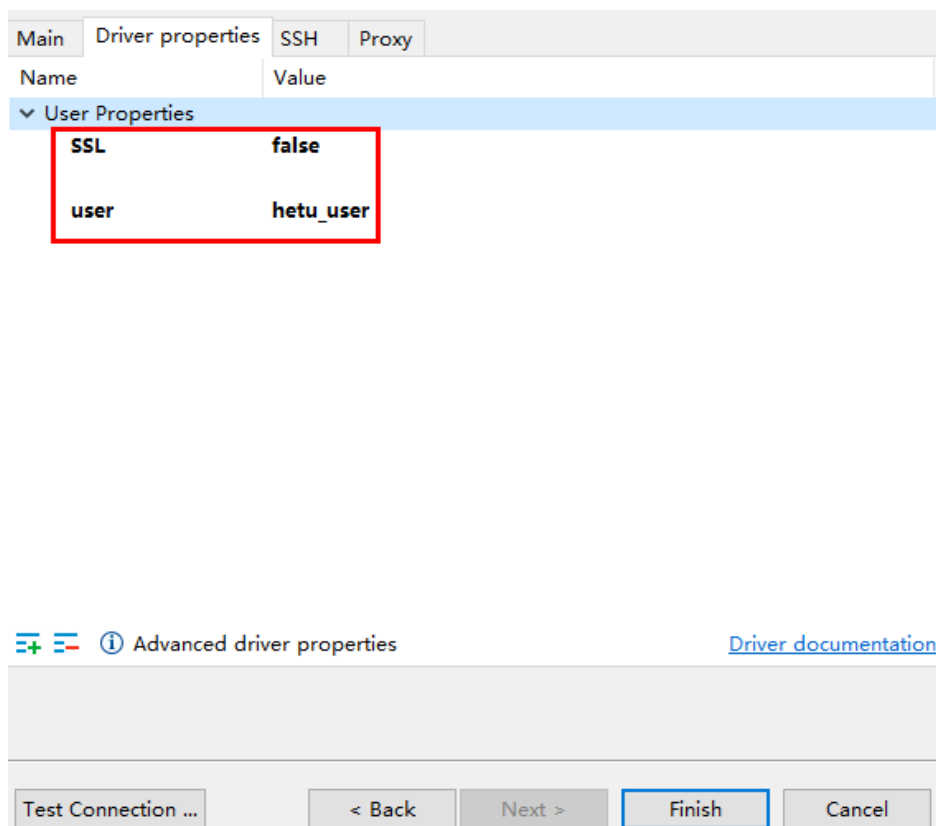 Main Driver properties SSH Proxy
Name Value
User Properties
SSL false
user hetu_user
Advanced driver properties Driver documentation
Test Connection ... < Back Next > Finish Cancel